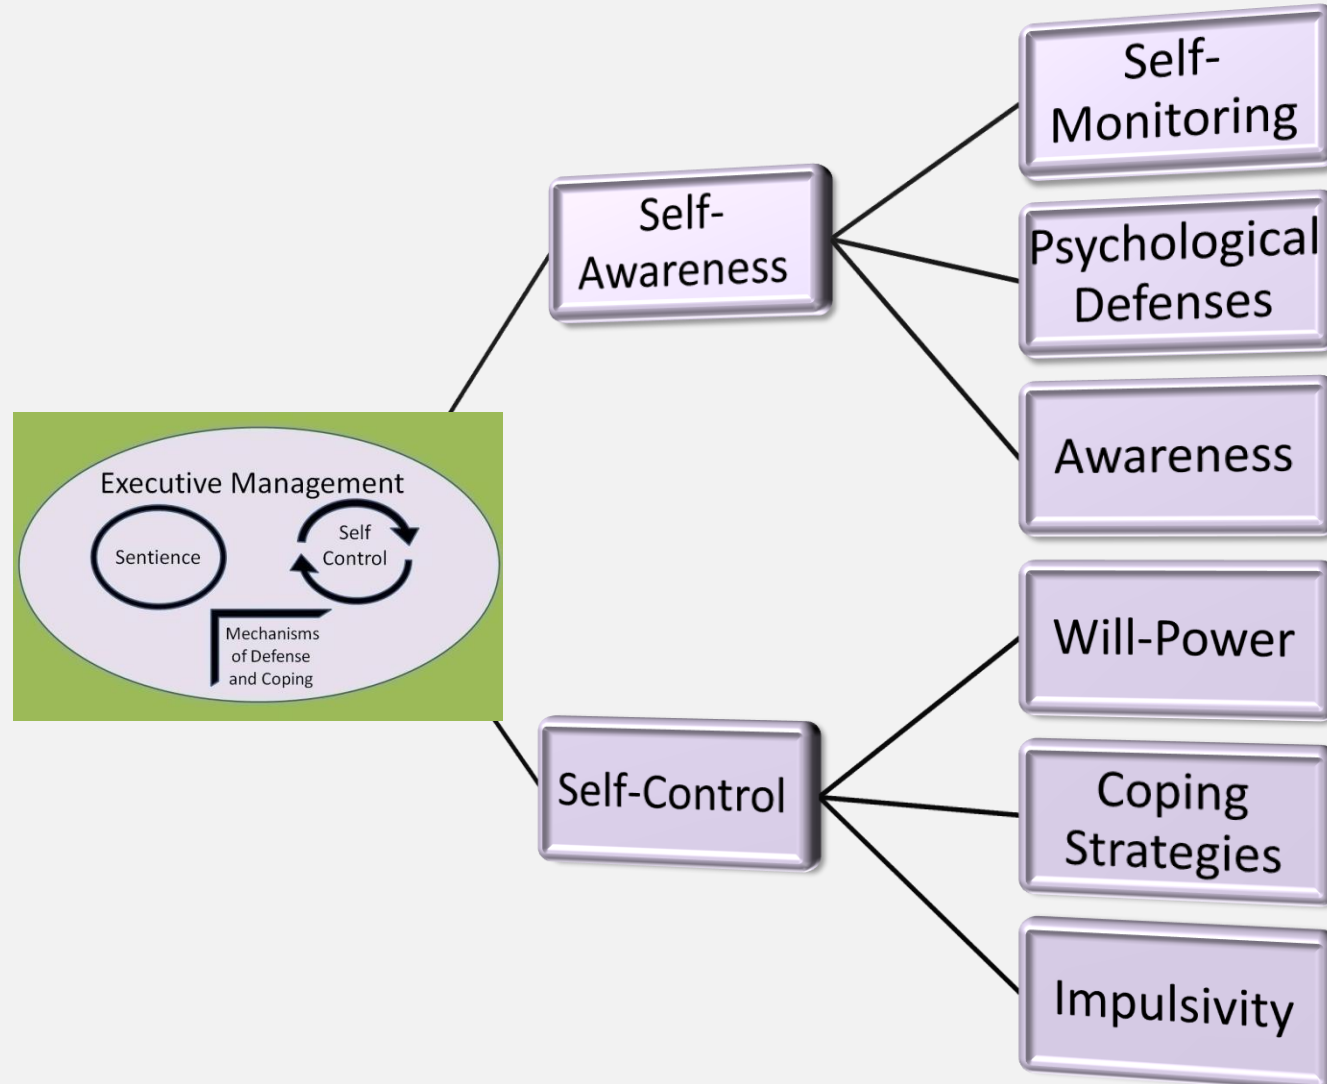 Self-
Monitoring
Self-
Awareness
Psychological
Defenses
Awareness
Executive Management
Sentience
Self
Control
Mechanisms
of Defense
and Coping
Will-Power
Self-Control
Coping
Strategies
Impulsivity